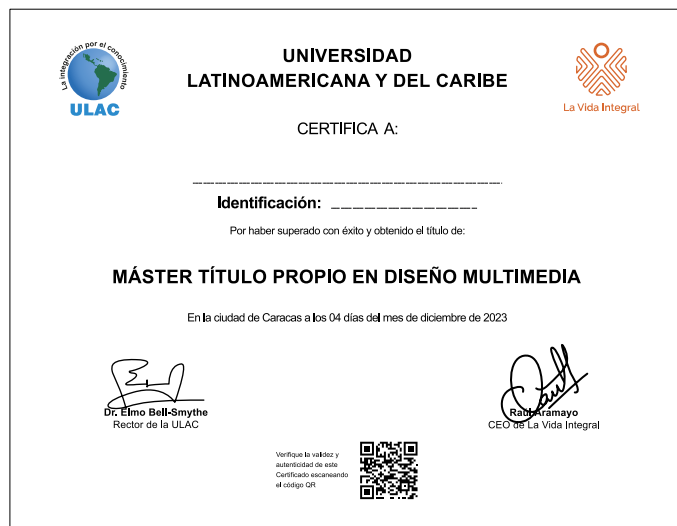 La integración por el conocimiento
ULAC
UNIVERSIDAD
LATINOAMERICANA Y DEL CARIBE
La Vida Integral
CERTIFICA A:
Identificación:
Por haber superado con éxito y obtenido el título de:
MÁSTER TÍTULO PROPIO EN DISEÑO MULTIMEDIA
En la ciudad de Caracas a los 04 días del mes de diciembre de 2023
Dr. Elmo Bell-Smythe
Rector de la ULAC
Raúl Aramayo
CEO de La Vida Integral
Verifique la validez y
autenticidad de este
Certificado escaneando
el código QR